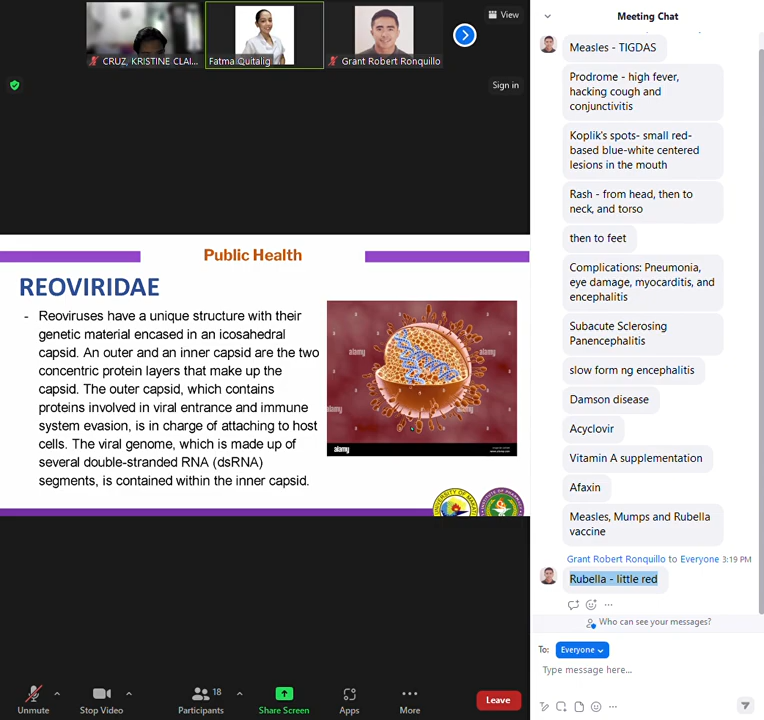 View
CRUZ, KRISTINE CLAI...
Fatma Quitalig
Grant Robert Ronquillo
Sign in
Public Health
REOVIRIDAE
- Reoviruses have a unique structure with their
genetic material encased in an icosahedral
capsid. An outer and an inner capsid are the two
concentric protein layers that make up the
capsid. The outer capsid, which contains
proteins involved in viral entrance and immune
system evasion, is in charge of attaching to host
cells. The viral genome, which is made up of
several double-stranded RNA (dsRNA)
segments, is contained within the inner capsid.
alamy
alamy
alamy
alamy
Unmute
Stop Video
18
Participants
Share Screen
Apps
More
Leave
Meeting Chat
Measles - TIGDAS
Prodrome - high fever,
hacking cough and
conjunctivitis
Koplik's spots- small red-
based blue-white centered
lesions in the mouth
Rash - from head, then to
neck, and torso
then to feet
Complications: Pneumonia,
eye damage, myocarditis, and
encephalitis
Subacute Sclerosing
Panencephalitis
slow form ng encephalitis
Damson disease
Acyclovir
Vitamin A supplementation
Afaxin
Measles, Mumps and Rubella
vaccine
Grant Robert Ronquillo to Everyone 3:19 PM
Rubella - little red
Who can see your messages?
To: Everyone
Type message here...